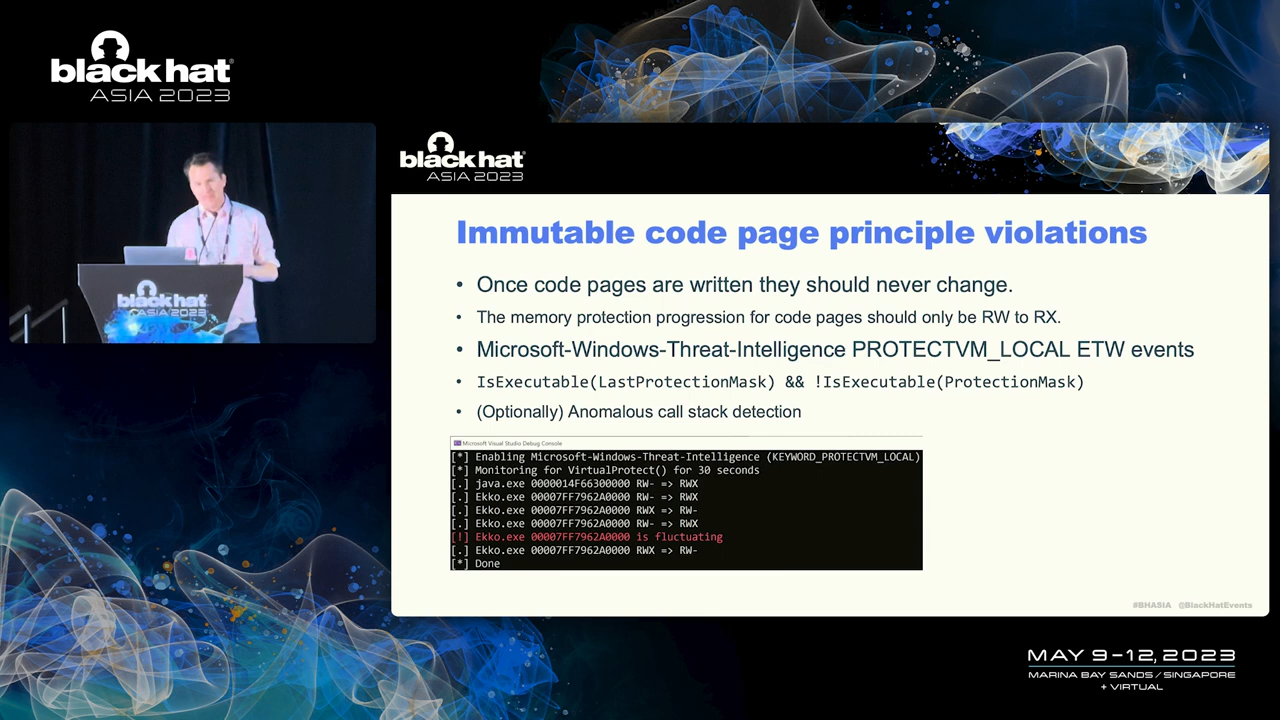 black hat
ASIA 2023
black hat
ASIA 2023
black hat
ASIA 2023
Immutable code page principle violations
• Once code pages are written they should never change.
• The memory protection progression for code pages should only be RW to RX.
• Microsoft-Windows-Threat-Intelligence PROTECTVM_LOCAL ETW events
• IsExecutable(LastProtectionMask) && !IsExecutable(ProtectionMask)
• (Optionally) Anomalous call stack detection
Microsoft Visual Studio Debug Console
[*] Enabling Microsoft-Windows-Threat-Intelligence (KEYWORD_PROTECTVM_LOCAL)
[*] Monitoring for VirtualProtect() for 30 seconds
[.] java.exe 0000014F66300000 RW- => RWX
[.] Ekko.exe 00007FF7962A0000 RW- => RWX
[.] Ekko.exe 00007FF7962A0000 RWX => RW-
[.] Ekko.exe 00007FF7962A0000 RW- => RWX
[!] Ekko.exe 00007FF7962A0000 is fluctuating
[.] Ekko.exe 00007FF7962A0000 RWX => RW-
[*] Done
#BHASIA @BlackHatEvents
MAY 9-12, 2023
MARINA BAY SANDS / SINGAPORE
+ VIRTUAL